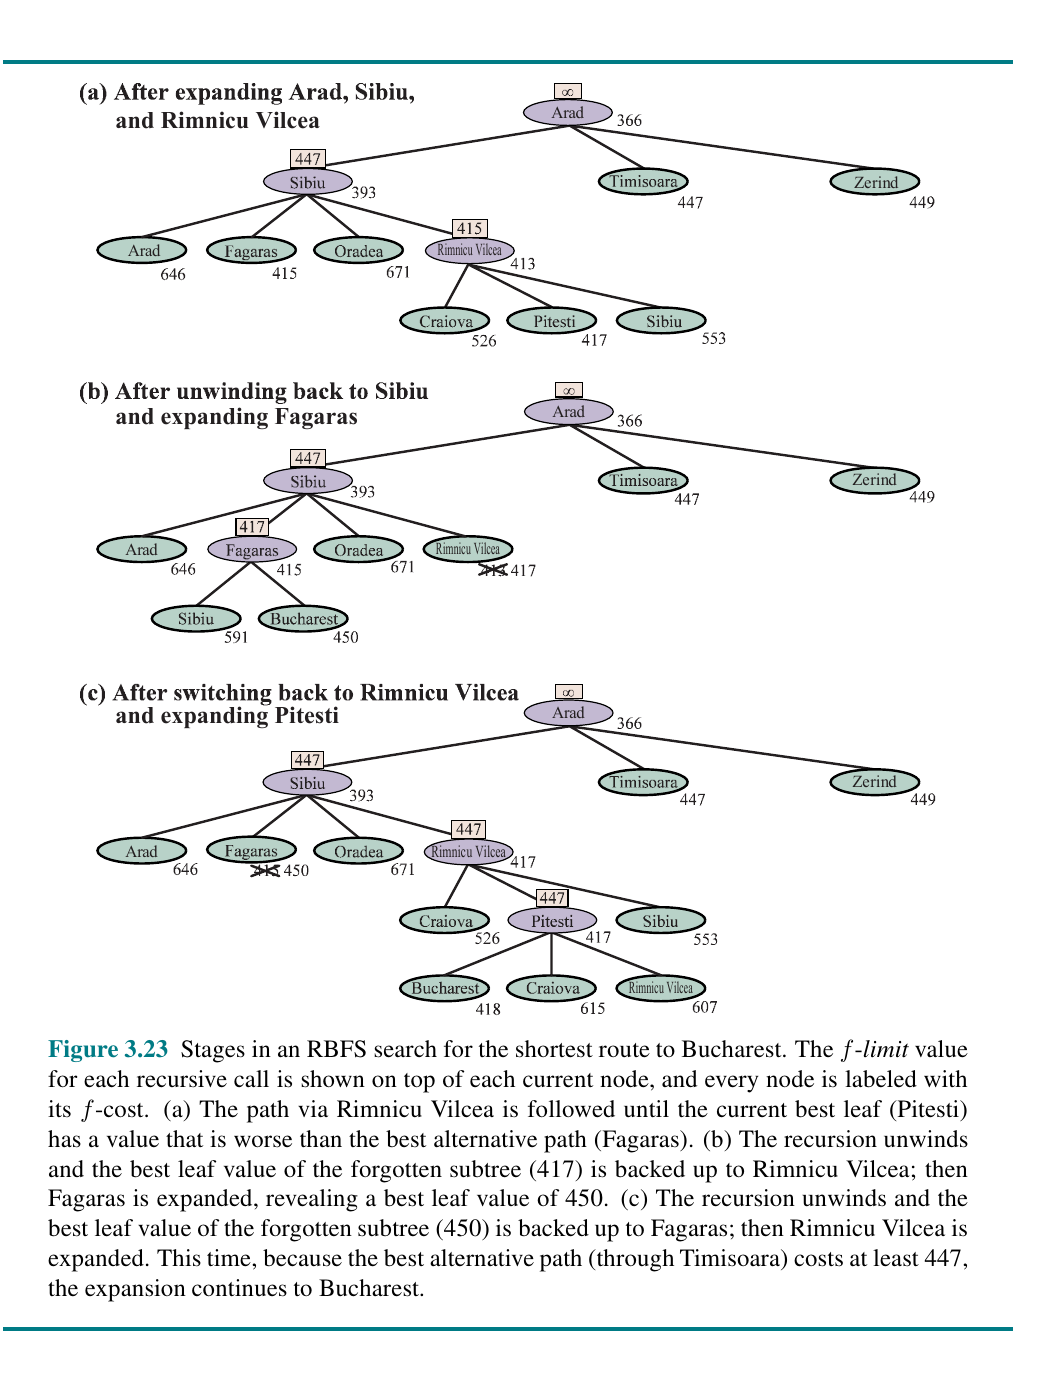 (a) After expanding Arad, Sibiu,
and Rimnicu Vilcea
∞
Arad
366
447
Sibiu
393
Timisoara
447
Zerind
449
Arad
646
Fagaras
415
Oradea
671
415
Rimnicu Vilcea
413
Craiova
526
Pitesti
417
Sibiu
553
(b) After unwinding back to Sibiu
and expanding Fagaras
∞
Arad
366
447
Sibiu
393
Timisoara
447
Zerind
449
Arad
646
417
Fagaras
415
Oradea
671
Rimnicu Vilcea
413 417
Sibiu
591
Bucharest
450
(c) After switching back to Rimnicu Vilcea
and expanding Pitesti
∞
Arad
366
447
Sibiu
393
Timisoara
447
Zerind
449
Arad
646
Fagaras
415 450
Oradea
671
447
Rimnicu Vilcea
417
Craiova
526
447
Pitesti
417
Sibiu
553
Bucharest
418
Craiova
615
Rimnicu Vilcea
607
Figure 3.23 Stages in an RBFS search for the shortest route to Bucharest. The f-limit value
for each recursive call is shown on top of each current node, and every node is labeled with
its f-cost. (a) The path via Rimnicu Vilcea is followed until the current best leaf (Pitesti)
has a value that is worse than the best alternative path (Fagaras). (b) The recursion unwinds
and the best leaf value of the forgotten subtree (417) is backed up to Rimnicu Vilcea; then
Fagaras is expanded, revealing a best leaf value of 450. (c) The recursion unwinds and the
best leaf value of the forgotten subtree (450) is backed up to Fagaras; then Rimnicu Vilcea is
expanded. This time, because the best alternative path (through Timisoara) costs at least 447,
the expansion continues to Bucharest.